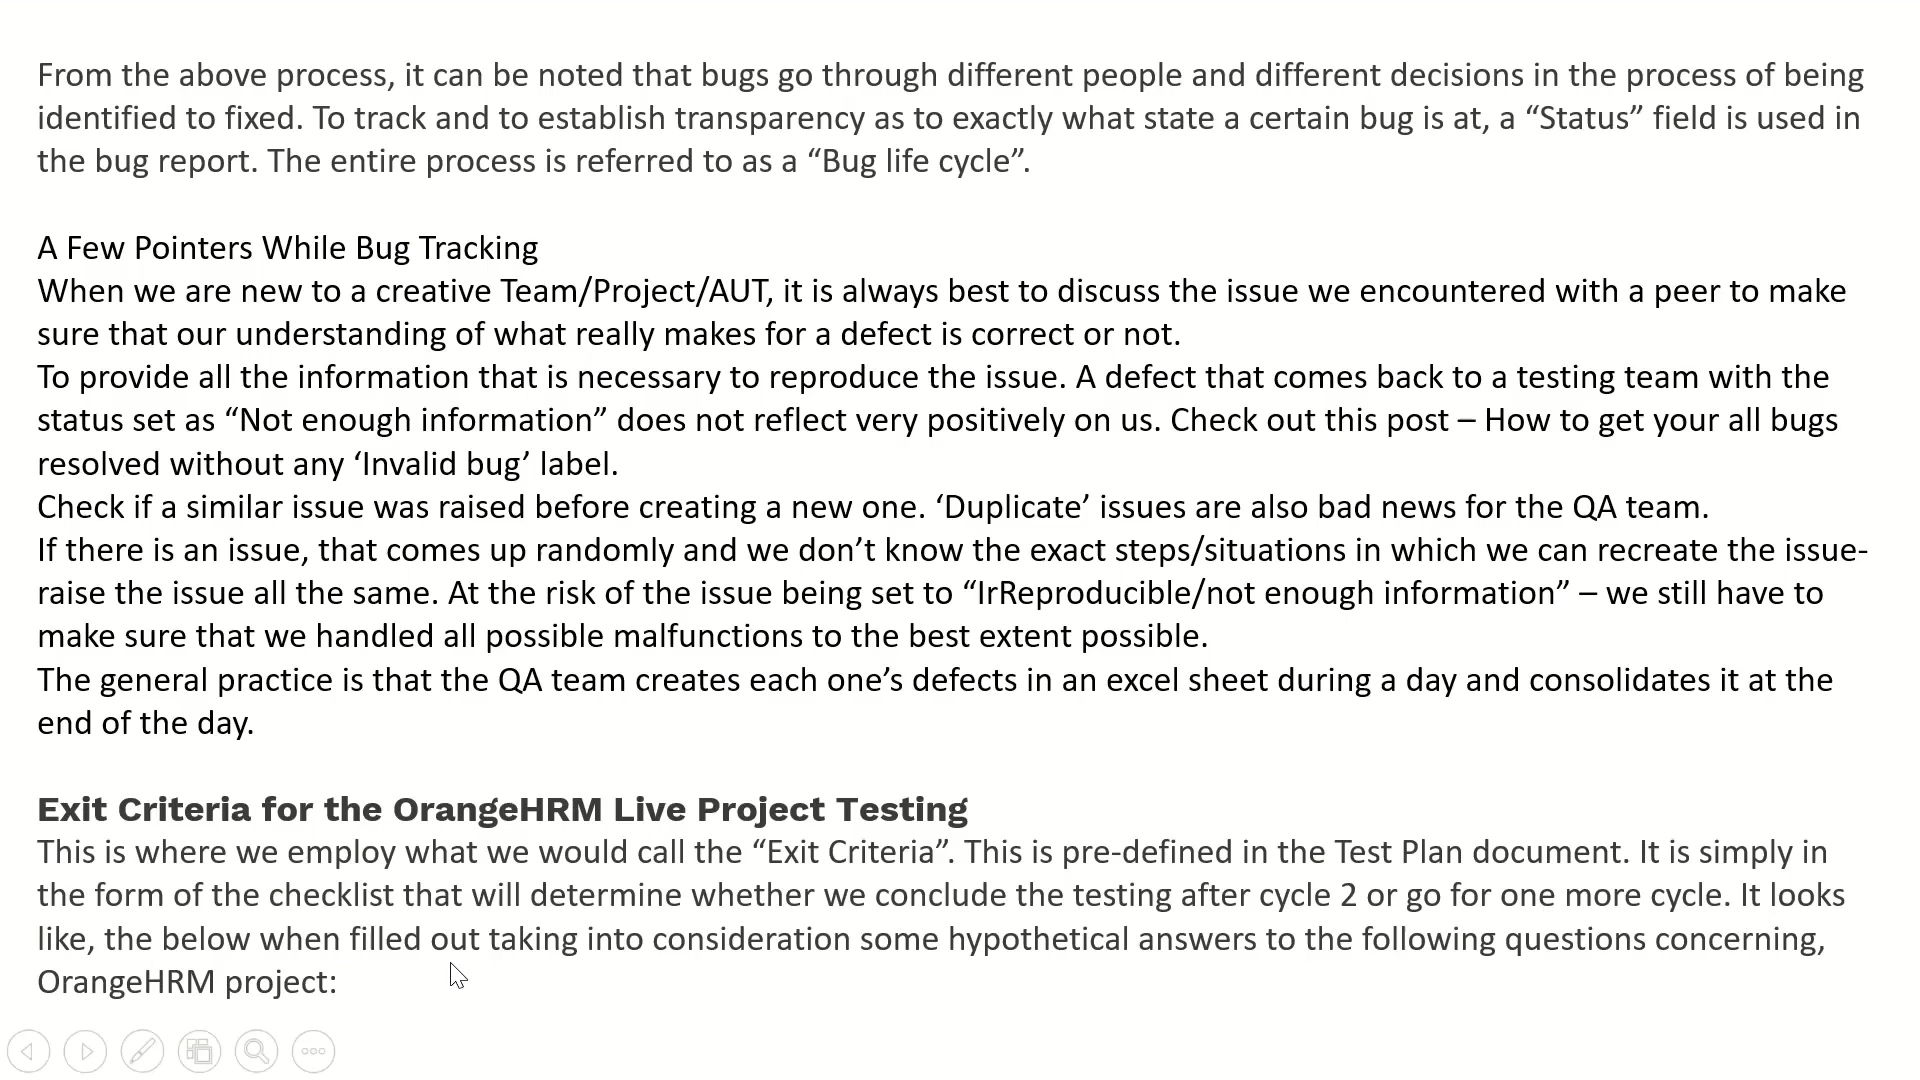 From the above process, it can be noted that bugs go through different people and different decisions in the process of being
identified to fixed. To track and to establish transparency as to exactly what state a certain bug is at, a “Status” field is used in
the bug report. The entire process is referred to as a “Bug life cycle”.
A Few Pointers While Bug Tracking
When we are new to a creative Team/Project/AUT, it is always best to discuss the issue we encountered with a peer to make
sure that our understanding of what really makes for a defect is correct or not.
To provide all the information that is necessary to reproduce the issue. A defect that comes back to a testing team with the
status set as “Not enough information” does not reflect very positively on us. Check out this post – How to get your all bugs
resolved without any ‘Invalid bug’ label.
Check if a similar issue was raised before creating a new one. ‘Duplicate’ issues are also bad news for the QA team.
If there is an issue, that comes up randomly and we don’t know the exact steps/situations in which we can recreate the issue-
raise the issue all the same. At the risk of the issue being set to “IrReproducible/not enough information” – we still have to
make sure that we handled all possible malfunctions to the best extent possible.
The general practice is that the QA team creates each one’s defects in an excel sheet during a day and consolidates it at the
end of the day.
Exit Criteria for the OrangeHRM Live Project Testing
This is where we employ what we would call the “Exit Criteria”. This is pre-defined in the Test Plan document. It is simply in
the form of the checklist that will determine whether we conclude the testing after cycle 2 or go for one more cycle. It looks
like, the below when filled out taking into consideration some hypothetical answers to the following questions concerning,
OrangeHRM project: